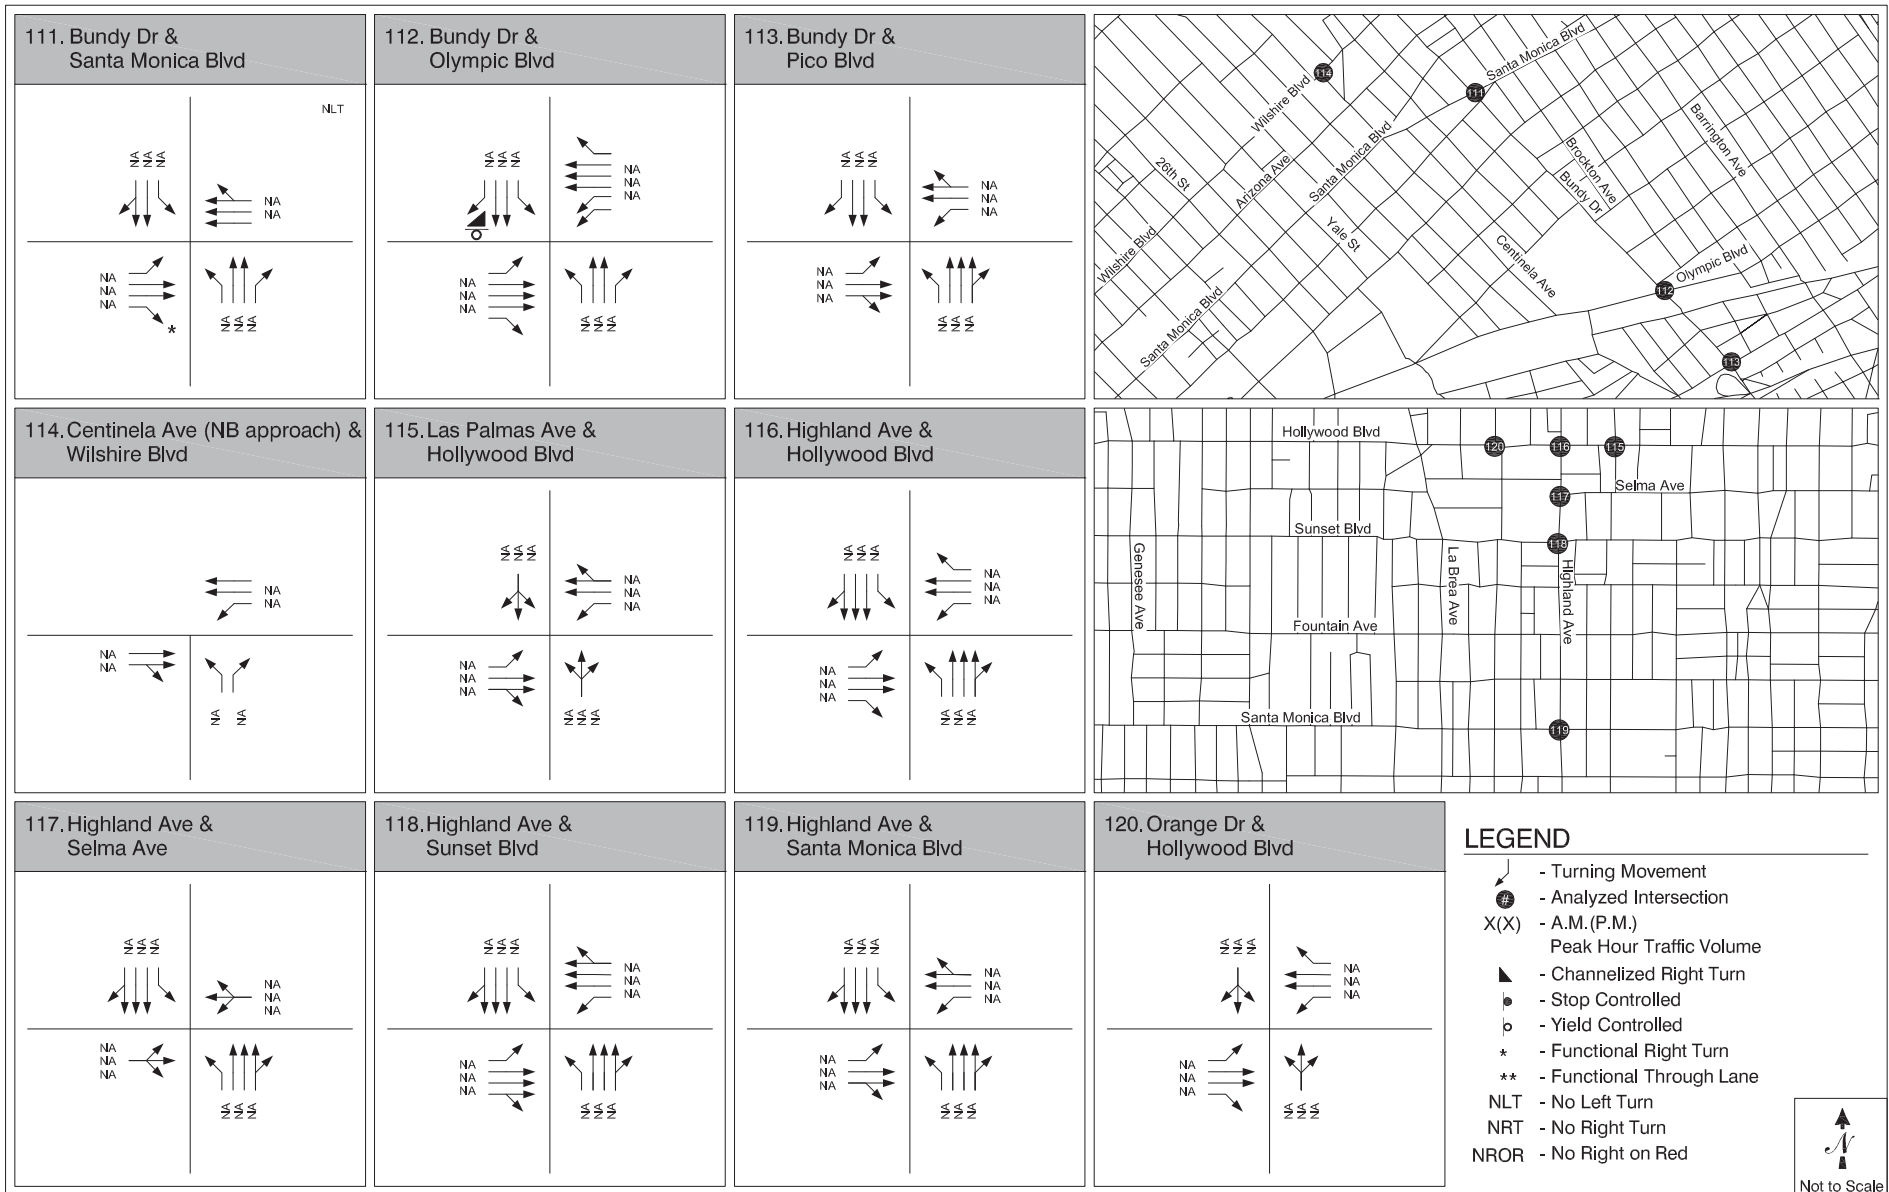 111. Bundy Dr &
Santa Monica Blvd
NLT
NA NA NA
NA
NA
NA
NA
NA
*
NA NA NA
112. Bundy Dr &
Olympic Blvd
NA NA NA
NA
NA
NA
NA
NA
NA
NA NA NA
113. Bundy Dr &
Pico Blvd
NA NA NA
NA
NA
NA
NA
NA
NA
NA NA NA
Santa Monica Blvd
114
111
Wilshire Blvd
Barrington Ave
Santa Monica Blvd
Brockton Ave
26th St
Arizona Ave
Bundy Dr
Yale St
Wilshire Blvd
Centinela Ave
Olympic Blvd
112
Santa Monica Blvd
113
114. Centinela Ave (NB approach) &
Wilshire Blvd
NA
NA
NA
NA
NA NA
115. Las Palmas Ave &
Hollywood Blvd
NA NA NA
NA
NA
NA
NA
NA
NA
NA NA NA
116. Highland Ave &
Hollywood Blvd
NA NA NA
NA
NA
NA
NA
NA
NA
NA NA NA
Hollywood Blvd
120
116
115
Selma Ave
117
Sunset Blvd
118
Genesee Ave
La Brea Ave
Highland Ave
Fountain Ave
Santa Monica Blvd
119
117. Highland Ave &
Selma Ave
NA NA NA
NA
NA
NA
NA
NA
NA
NA NA NA
118. Highland Ave &
Sunset Blvd
NA NA NA
NA
NA
NA
NA
NA
NA
NA NA NA
119. Highland Ave &
Santa Monica Blvd
NA NA NA
NA
NA
NA
NA
NA
NA
NA NA NA
120. Orange Dr &
Hollywood Blvd
NA NA NA
NA
NA
NA
NA
NA
NA
NA NA NA
LEGEND
- Turning Movement
# - Analyzed Intersection
X(X) - A.M.(P.M.)
Peak Hour Traffic Volume
- Channelized Right Turn
- Stop Controlled
- Yield Controlled
* - Functional Right Turn
** - Functional Through Lane
NLT - No Left Turn
NRT - No Right Turn
NROR - No Right on Red
N
Not to Scale